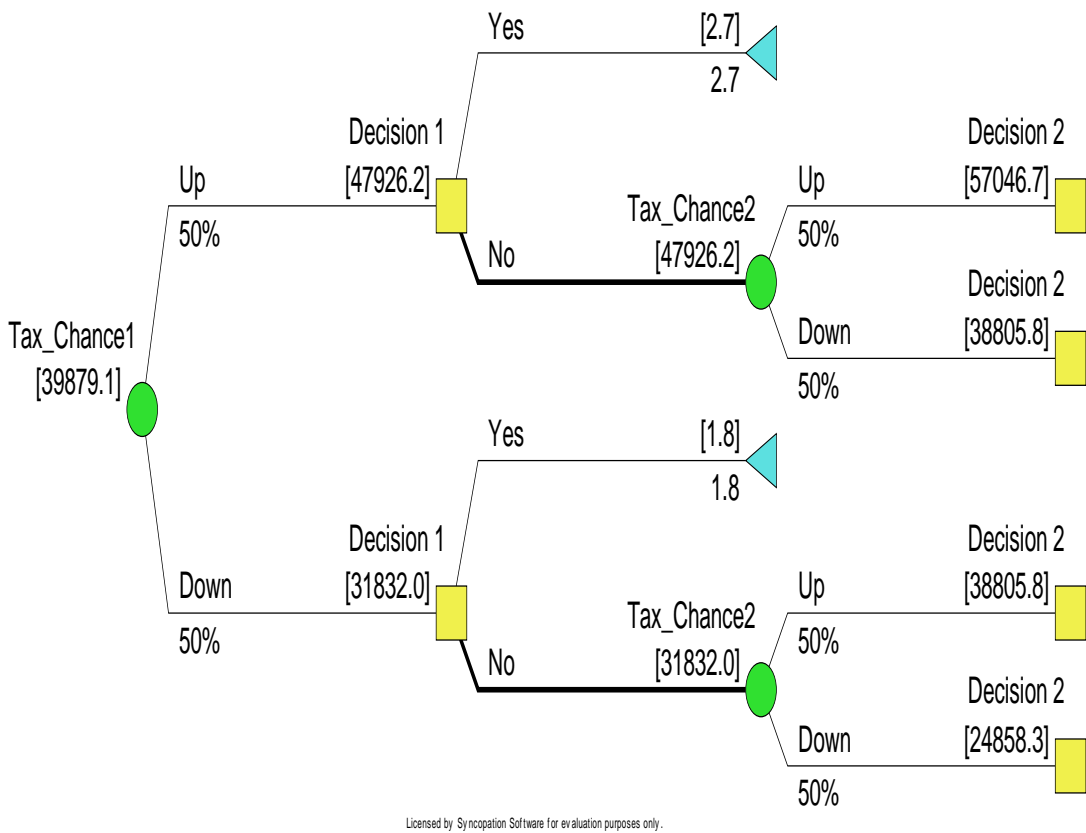 Yes
[2.7]
2.7
Decision 1
Up
[47926.2]
50%
Tax_Chance2
No
[47926.2]
Decision 2
Up
[57046.7]
50%
Decision 2
Down
[38805.8]
50%
Tax_Chance1
[39879.1]
Yes
[1.8]
1.8
Decision 1
Down
[31832.0]
50%
Tax_Chance2
No
[31832.0]
Decision 2
Up
[38805.8]
50%
Decision 2
Down
[24858.3]
50%
Licensed by Syncopation Software for evaluation purposes only.